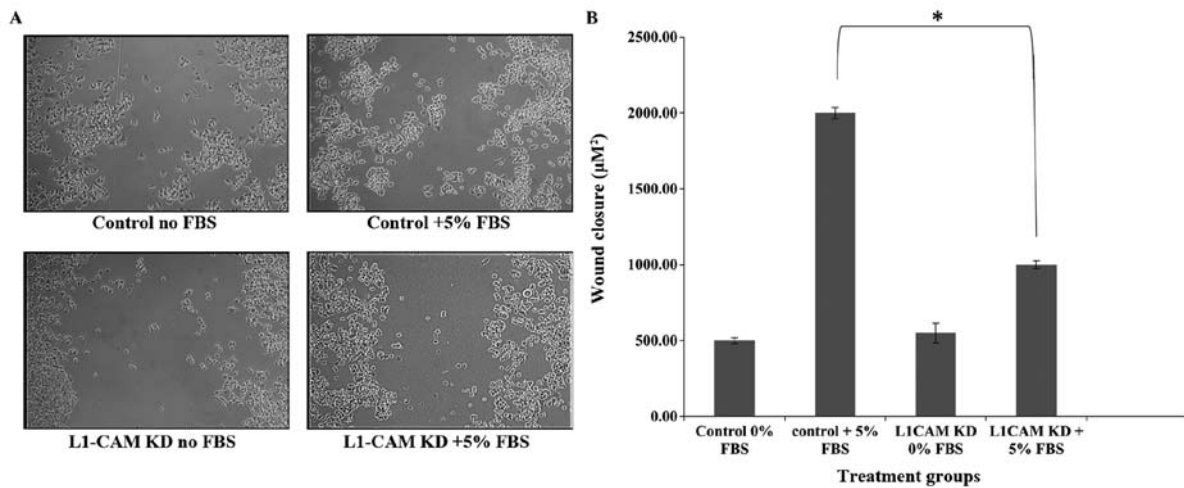 A
Control no FBS
Control +5% FBS
L1-CAM KD no FBS
L1-CAM KD +5% FBS
B
*
Wound closure (µM²)
2500.00
2000.00
1500.00
1000.00
500.00
0.00
Control 0%
FBS
control + 5%
FBS
L1CAM KD
0% FBS
L1CAM KD +
5% FBS
Treatment groups